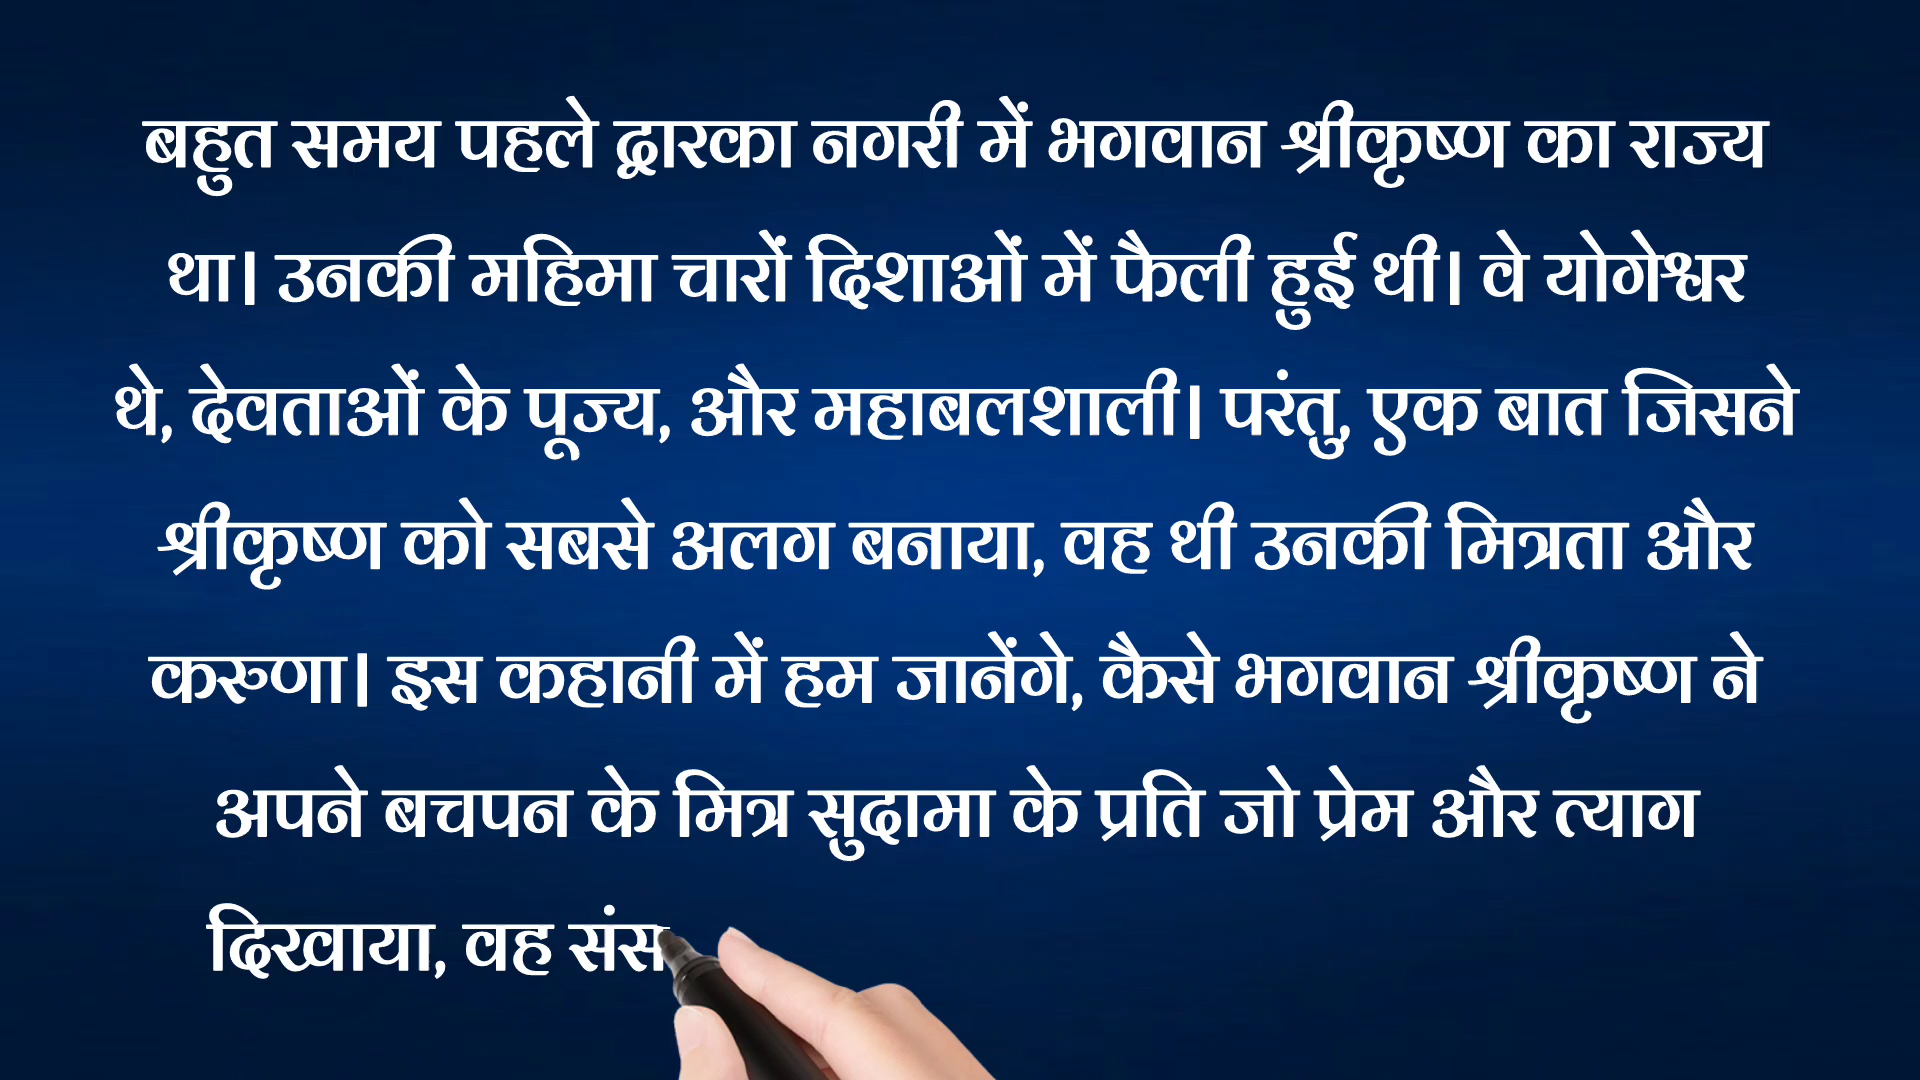 बहुत समय पहले द्वारका नगरी में भगवान श्रीकृष्ण का राज्य
था। उनकी महिमा चारों दिशाओं में फैली हुई थी। वे योगेश्वर
थे, देवताओं के पूज्य, और महाबलशाली। परंतु, एक बात जिसने
श्रीकृष्ण को सबसे अलग बनाया, वह थी उनकी मित्रता और
करुणा। इस कहानी में हम जानेंगे, कैसे भगवान श्रीकृष्ण ने
अपने बचपन के मित्र सुदामा के प्रति जो प्रेम और त्याग
दिखाया, वह